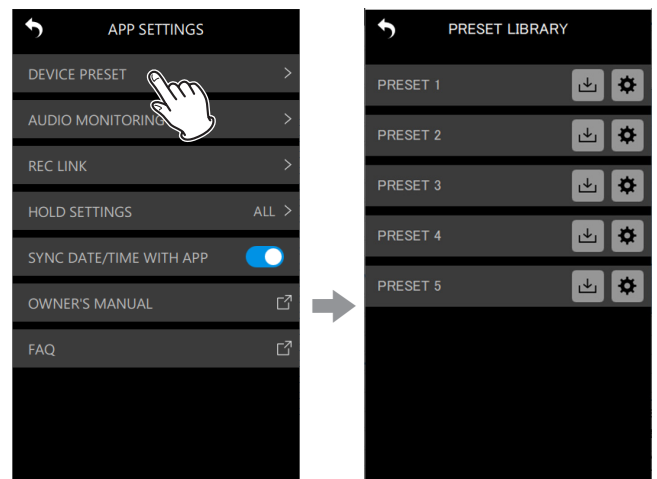 APP SETTINGS
DEVICE PRESET
AUDIO MONITORING
REC LINK
HOLD SETTINGS ALL
SYNC DATE/TIME WITH APP
OWNER'S MANUAL
FAQ
PRESET LIBRARY
PRESET 1
PRESET 2
PRESET 3
PRESET 4
PRESET 5